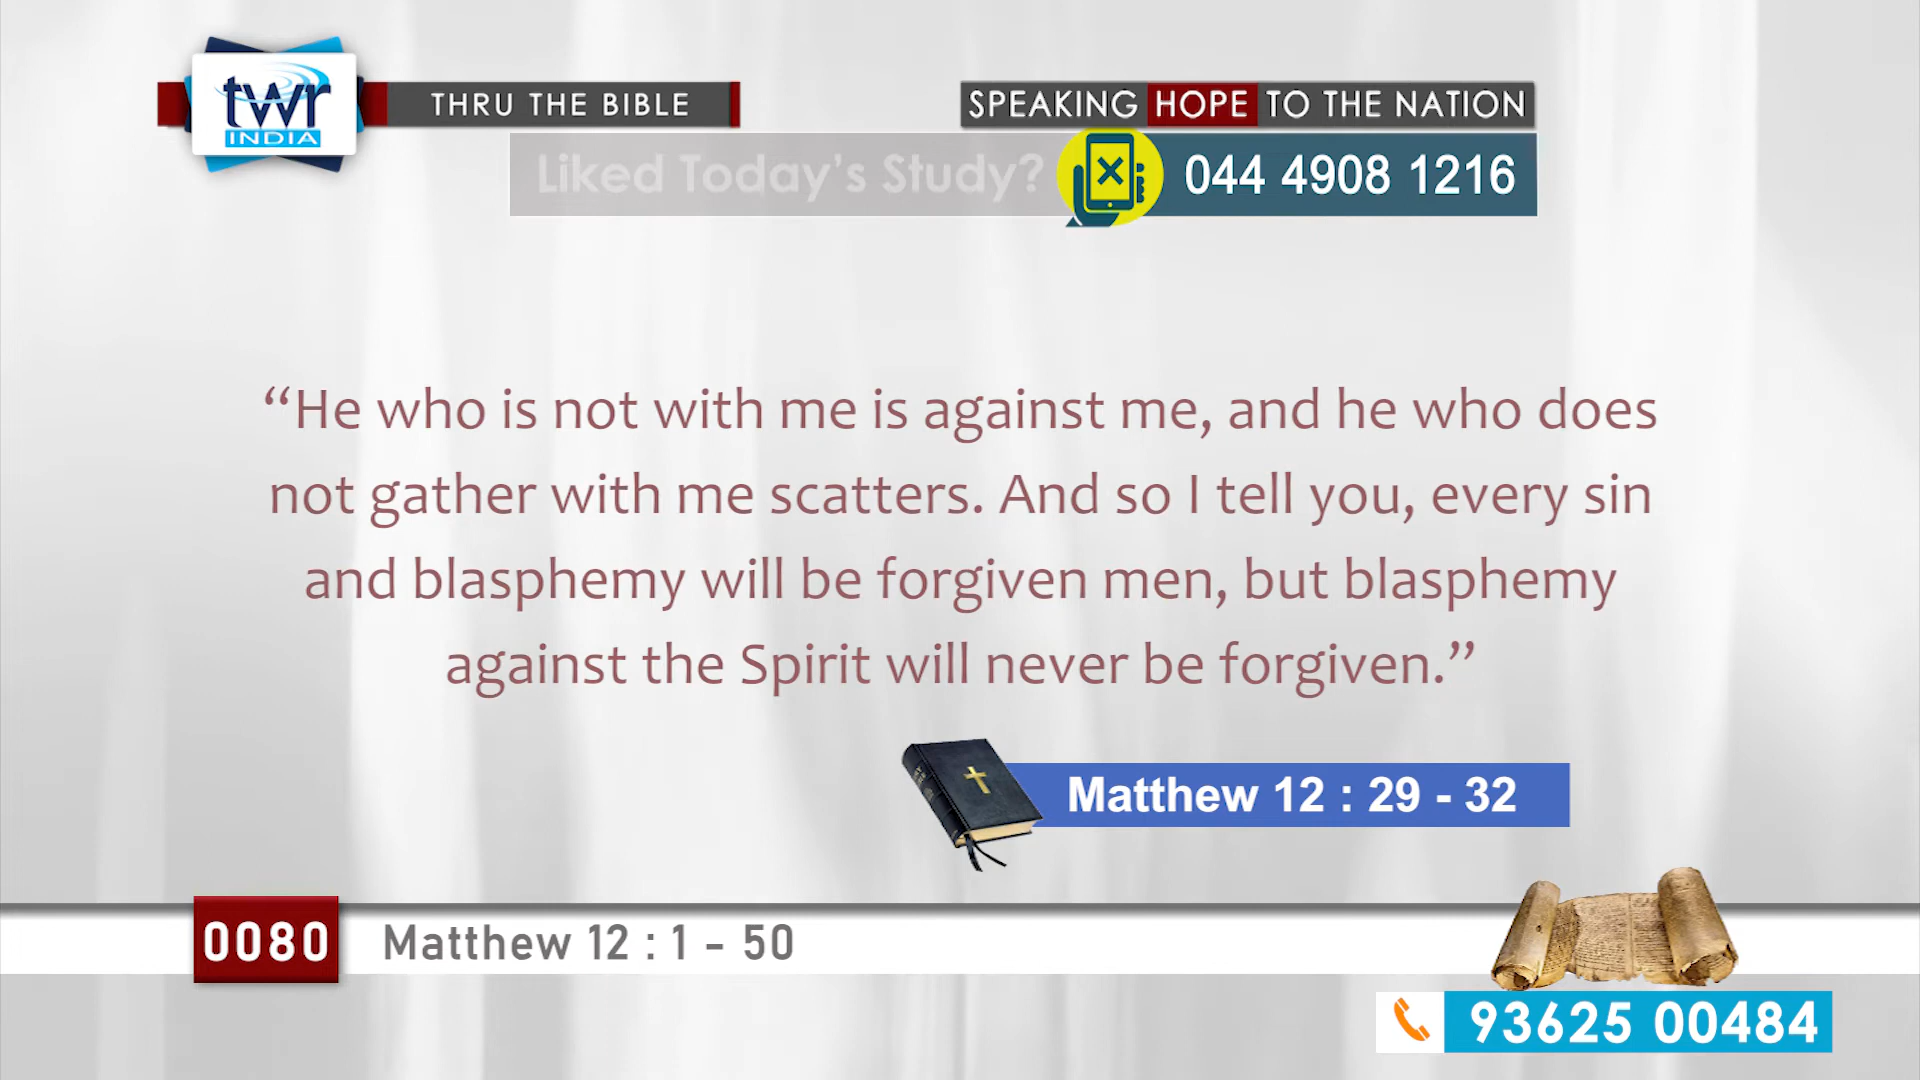 twr
INDIA
THRU THE BIBLE
SPEAKING HOPE TO THE NATION
Liked Today's Study?
044 4908 1216
“He who is not with me is against me, and he who does
not gather with me scatters. And so I tell you, every sin
and blasphemy will be forgiven men, but blasphemy
against the Spirit will never be forgiven.”
Matthew 12 : 29 - 32
0080
Matthew 12 : 1 - 50
93625 00484